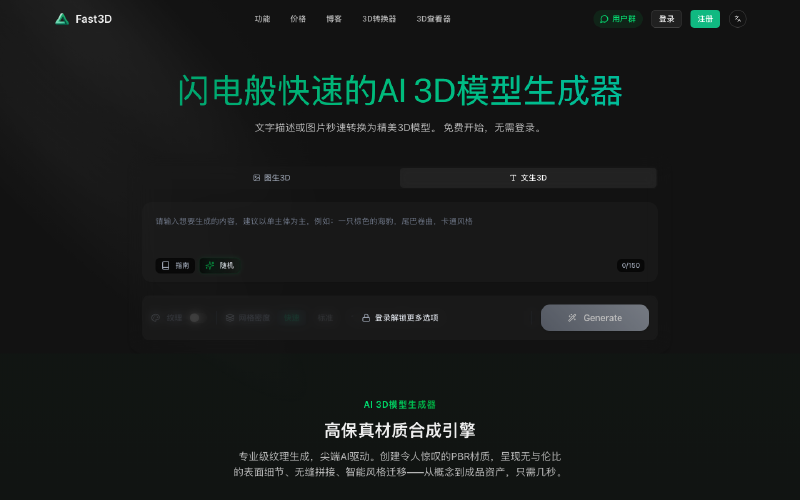 Fast3D
功能
价格
博客
3D转换器
3D查看器
用户群
登录
注册
闪电般快速的AI 3D模型生成器
文字描述或图片秒速转换为精美3D模型。 免费开始，无需登录。
图生3D
文生3D
请输入想要生成的内容，建议以单主体为主，例如：一只棕色的海豹，尾巴卷曲，卡通风格
指南
随机
0/150
登录解锁更多选项
Generate
AI 3D模型生成器
高保真材质合成引擎
专业级纹理生成，尖端AI驱动。创建令人惊叹的PBR材质，呈现无与伦比
的表面细节、无缝拼接、智能风格迁移——从概念到成品资产，只需几秒。